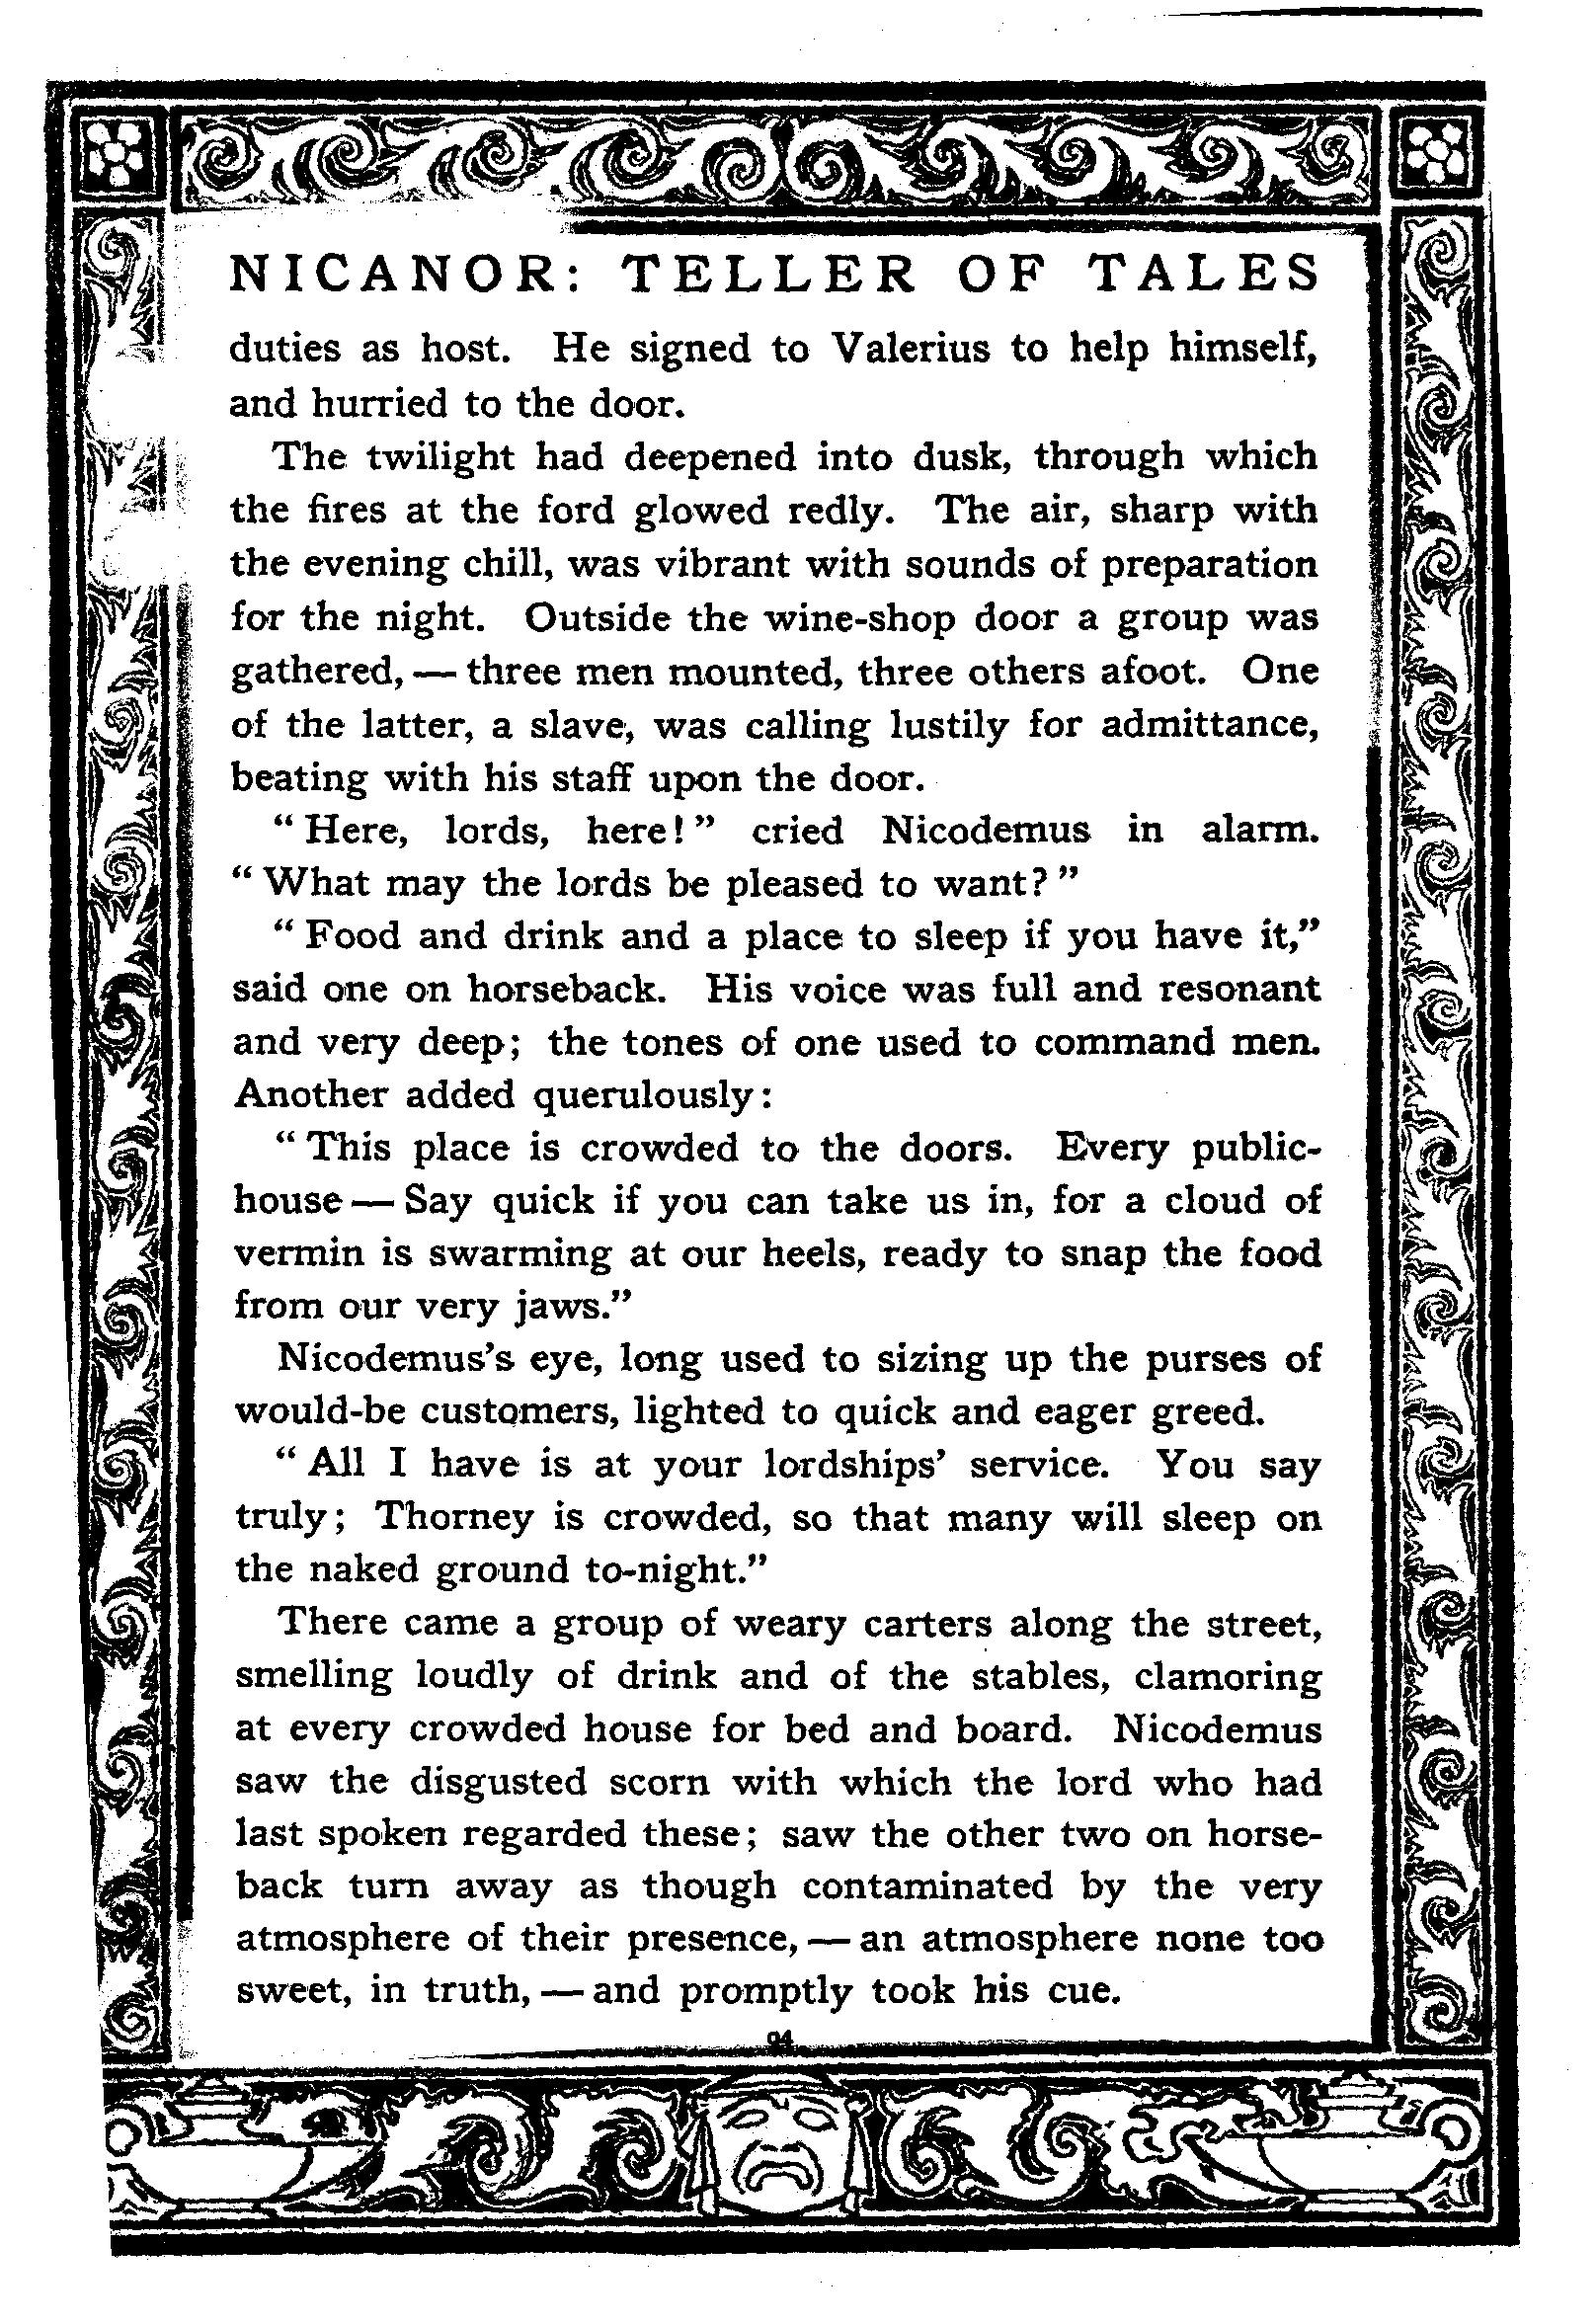 NICANOR: TELLER OF TALES
duties as host. He signed to Valerius to help himself,
and hurried to the door.
The twilight had deepened into dusk, through which
the fires at the ford glowed redly. The air, sharp with
the evening chill, was vibrant with sounds of preparation
for the night. Outside the wine-shop door a group was
gathered, — three men mounted, three others afoot. One
of the latter, a slave, was calling lustily for admittance,
beating with his staff upon the door.
“Here, lords, here!” cried Nicodemus in alarm.
“What may the lords be pleased to want?”
“Food and drink and a place to sleep if you have it,”
said one on horseback. His voice was full and resonant
and very deep; the tones of one used to command men.
Another added querulously:
“This place is crowded to the doors. Every public-
house — Say quick if you can take us in, for a cloud of
vermin is swarming at our heels, ready to snap the food
from our very jaws.”
Nicodemus’s eye, long used to sizing up the purses of
would-be customers, lighted to quick and eager greed.
“All I have is at your lordships’ service. You say
truly; Thorney is crowded, so that many will sleep on
the naked ground to-night.”
There came a group of weary carters along the street,
smelling loudly of drink and of the stables, clamoring
at every crowded house for bed and board. Nicodemus
saw the disgusted scorn with which the lord who had
last spoken regarded these; saw the other two on horse-
back turn away as though contaminated by the very
atmosphere of their presence, — an atmosphere none too
sweet, in truth, — and promptly took his cue.
94